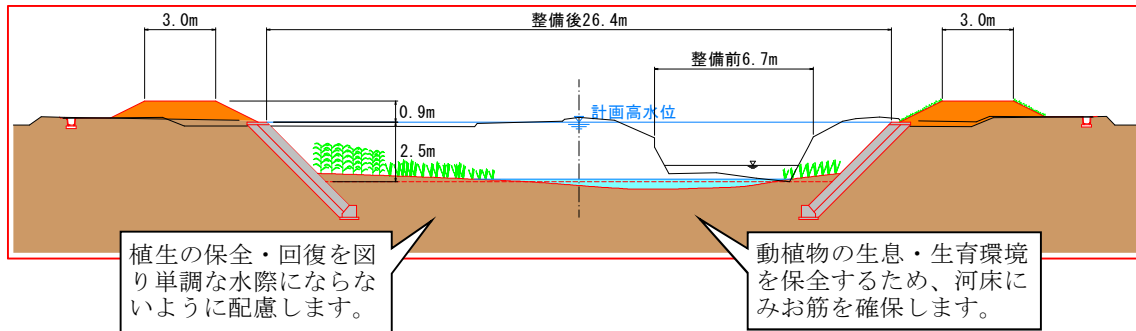 3.0m
整備後26.4m
3.0m
整備前6.7m
0.9m
計画高水位
2.5m
植生の保全・回復を図
り単調な水際にならな
いように配慮します。
動植物の生息・生育環境
を保全するため、河床に
みお筋を確保します。